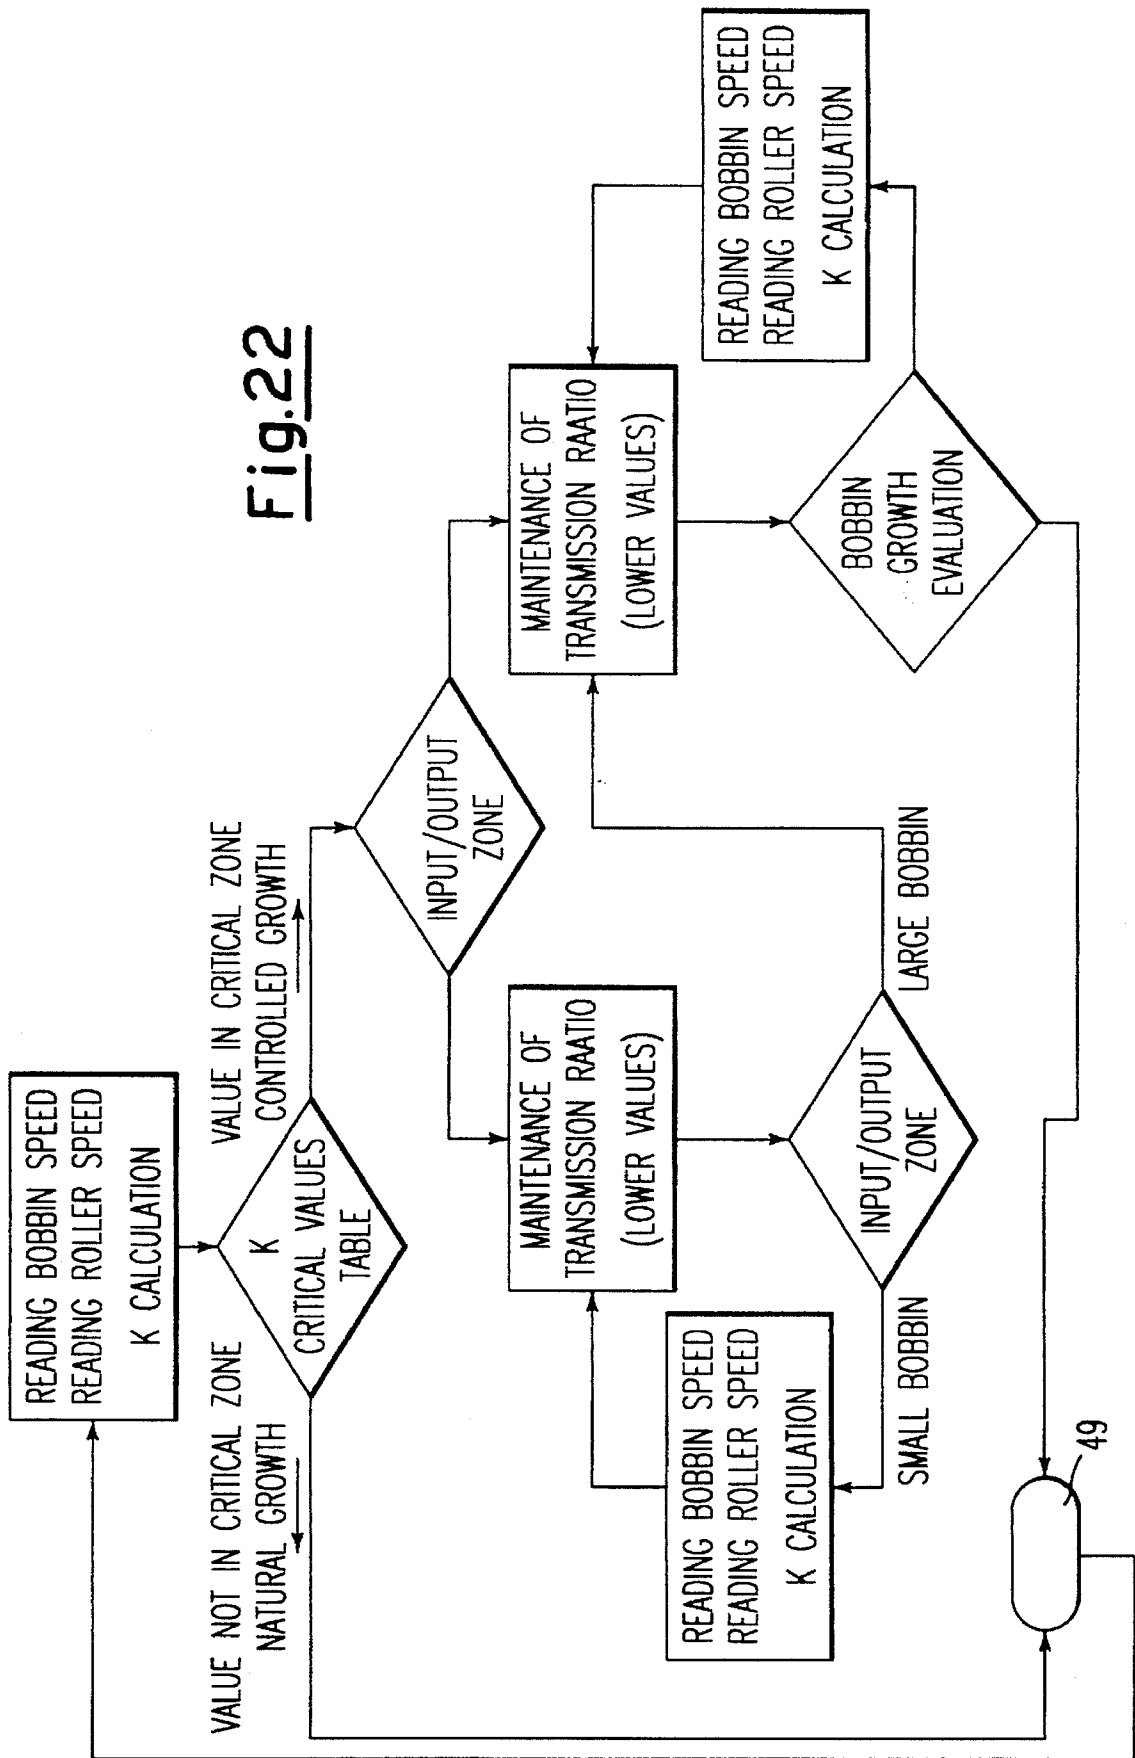 Fig.22
READING BOBBIN SPEED
READING ROLLER SPEED
K CALCULATION
VALUE NOT IN CRITICAL ZONE
NATURAL GROWTH
K
CRITICAL VALUES
TABLE
VALUE IN CRITICAL ZONE
CONTROLLED GROWTH
INPUT/OUTPUT
ZONE
MAINTENANCE OF
TRANSMISSION RAATIO
(LOWER VALUES)
MAINTENANCE OF
TRANSMISSION RAATIO
(LOWER VALUES)
READING BOBBIN SPEED
READING ROLLER SPEED
K CALCULATION
SMALL BOBBIN
INPUT/OUTPUT
ZONE
LARGE BOBBIN
BOBBIN
GROWTH
EVALUATION
READING BOBBIN SPEED
READING ROLLER SPEED
K CALCULATION
49